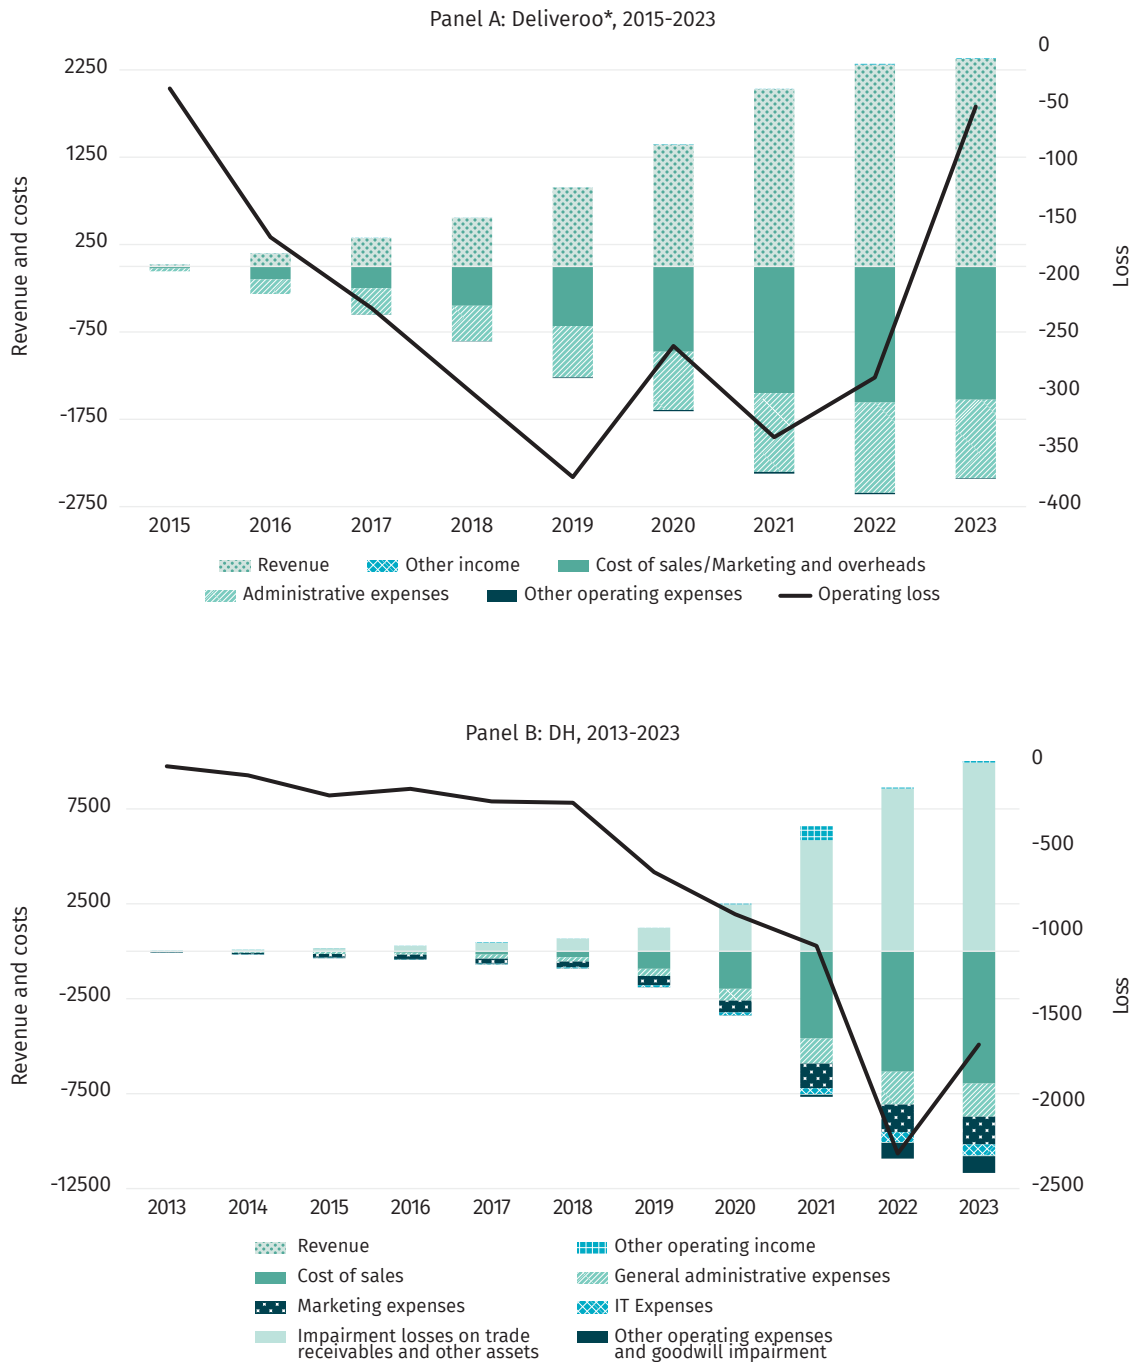 Panel A: Deliveroo*, 2015-2023
Revenue and costs
2250
1250
250
-750
-1750
-2750
0
-50
-100
-150
-200
-250
-300
-350
-400
Loss
2015 2016 2017 2018 2019 2020 2021 2022 2023
Revenue Other income Cost of sales/Marketing and overheads
Administrative expenses Other operating expenses Operating loss
Panel B: DH, 2013-2023
Revenue and costs
7500
2500
-2500
-7500
-12500
0
-500
-1000
-1500
-2000
-2500
Loss
2013 2014 2015 2016 2017 2018 2019 2020 2021 2022 2023
Revenue Other operating income
Cost of sales General administrative expenses
Marketing expenses IT Expenses
Impairment losses on trade
receivables and other assets
Other operating expenses
and goodwill impairment